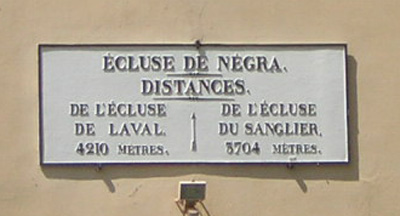 ÉCLUSE DE NÉGRA.
DISTANCES.
DE L'ÉCLUSE
DE LAVAL.
4210 MÈTRES.
DE L'ÉCLUSE
DU SANGLIER,
3704 MÈTRES.